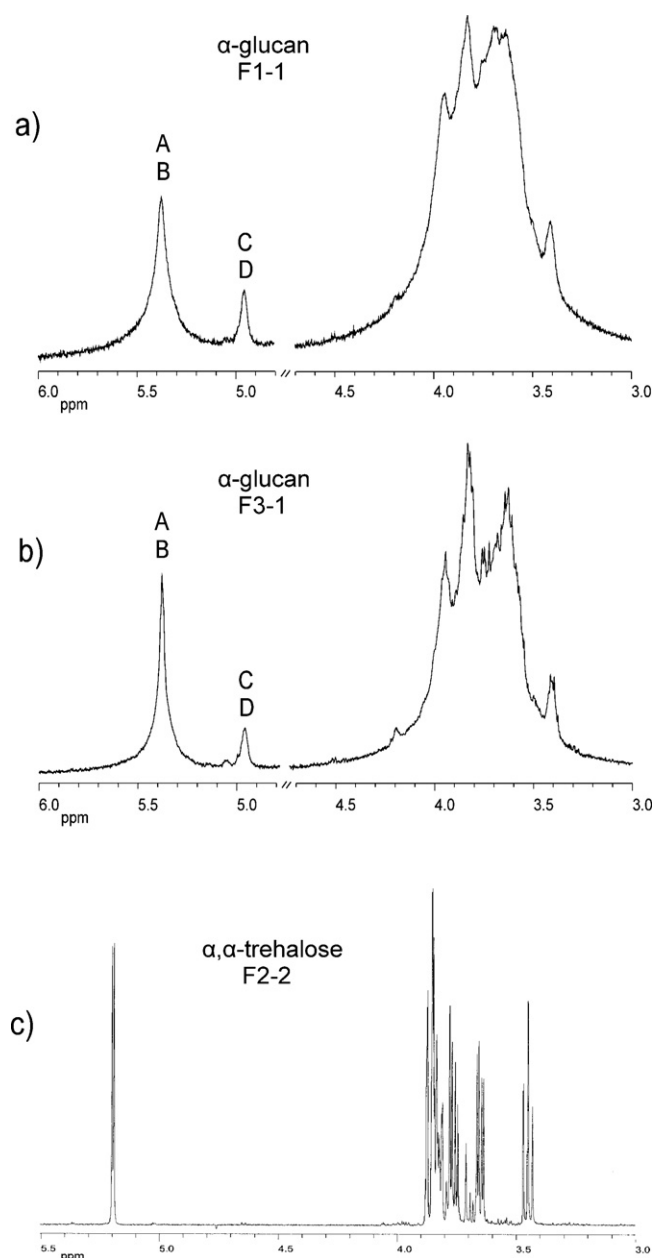 α-glucan
F1-1
a)
A
B
C
D
6.0 5.5 5.0 // 4.5 4.0 3.5 3.0
ppm
α-glucan
F3-1
b)
A
B
C
D
6.0 5.5 5.0 // 4.5 4.0 3.5 3.0
ppm
α,α-trehalose
F2-2
c)
5.5 5.0 4.5 4.0 3.5 3.0
ppm